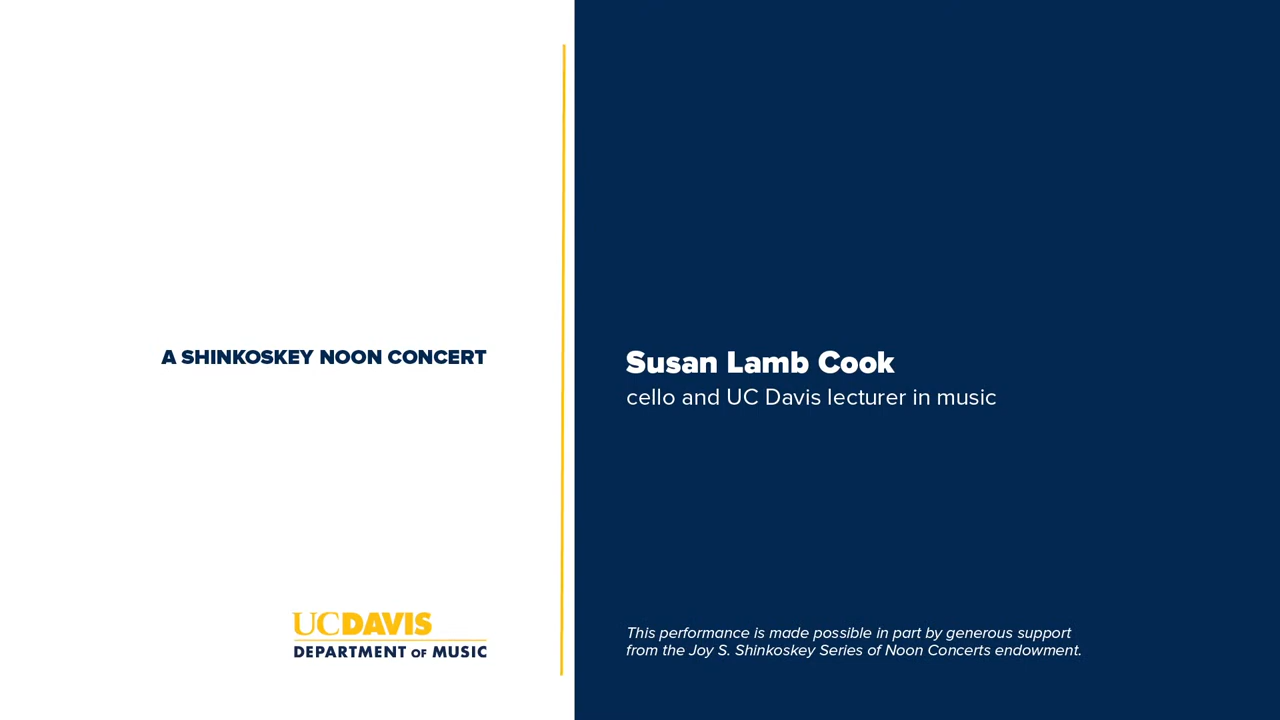 A SHINKOSKEY NOON CONCERT
UCDAVIS
DEPARTMENT OF MUSIC
Susan Lamb Cook
cello and UC Davis lecturer in music
This performance is made possible in part by generous support
from the Joy S. Shinkoskey Series of Noon Concerts endowment.